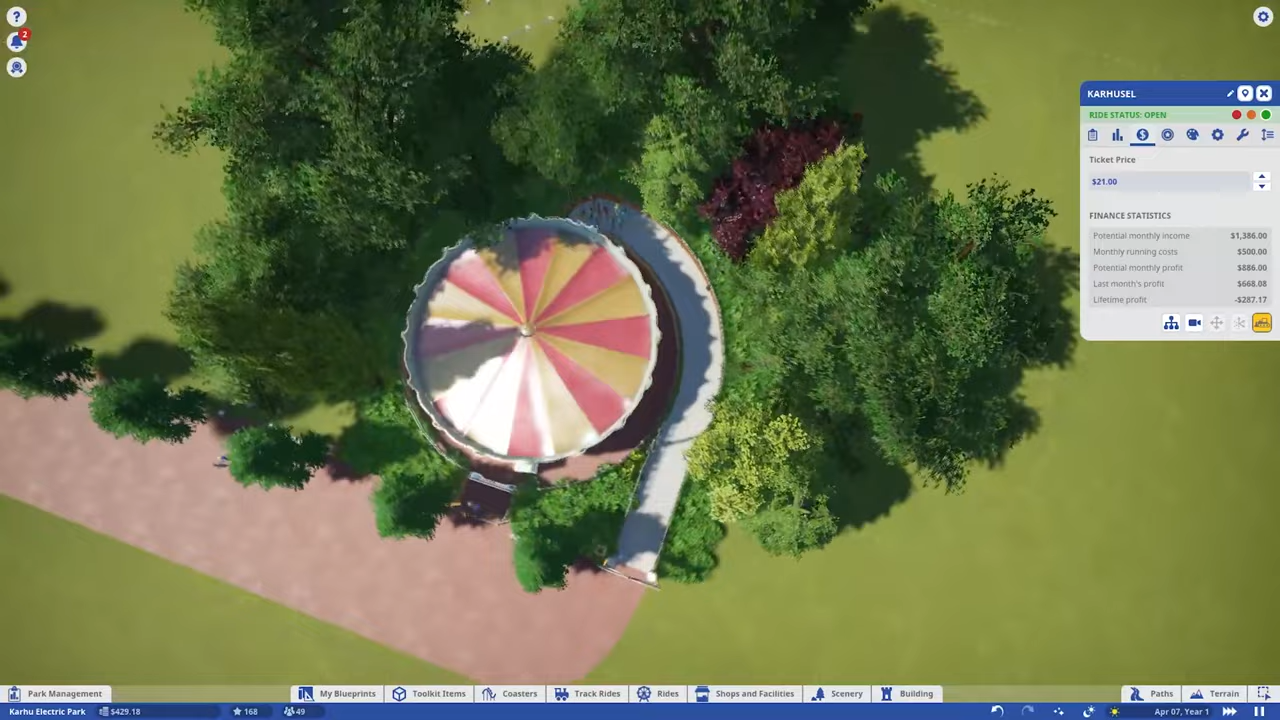 ?
2
KARHUSEL
RIDE STATUS: OPEN
Ticket Price
$21.00
FINANCE STATISTICS
Potential monthly income $1,386.00
Monthly running costs $500.00
Potential monthly profit $886.00
Last month's profit $668.08
Lifetime profit -$287.17
Park Management My Blueprints Toolkit Items Coasters Track Rides Rides Shops and Facilities Scenery Building Paths Terrain
Karhu Electric Park $429.18 168 49 Apr 07, Year 1